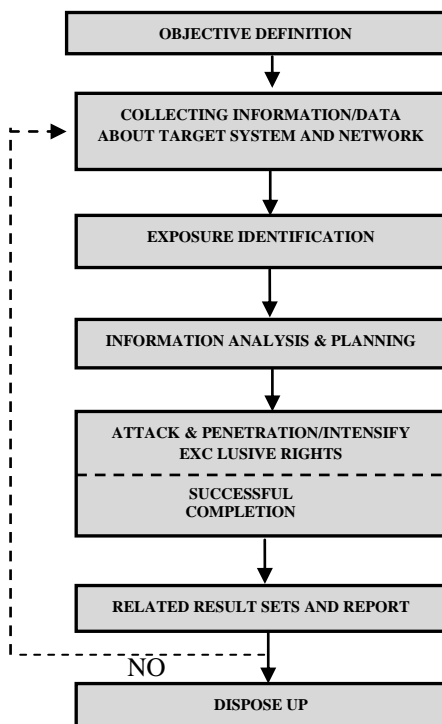 OBJECTIVE DEFINITION
COLLECTING INFORMATION/DATA
ABOUT TARGET SYSTEM AND NETWORK
EXPOSURE IDENTIFICATION
INFORMATION ANALYSIS & PLANNING
ATTACK & PENETRATION/INTENSIFY
EXC LUSIVE RIGHTS
SUCCESSFUL
COMPLETION
RELATED RESULT SETS AND REPORT
NO
DISPOSE UP